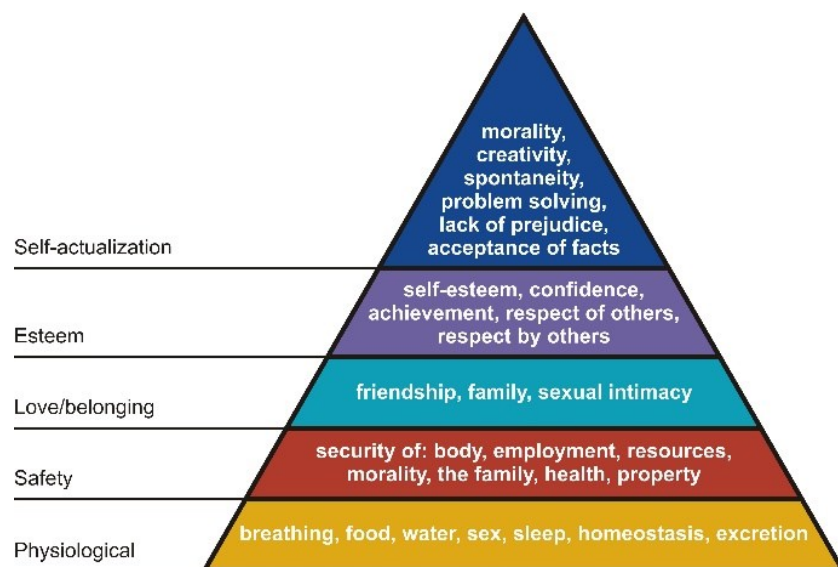 morality,
creativity,
spontaneity,
problem solving,
lack of prejudice,
acceptance of facts
Self-actualization
self-esteem, confidence,
achievement, respect of others,
respect by others
Esteem
friendship, family, sexual intimacy
Love/belonging
security of: body, employment, resources,
morality, the family, health, property
Safety
breathing, food, water, sex, sleep, homeostasis, excretion
Physiological